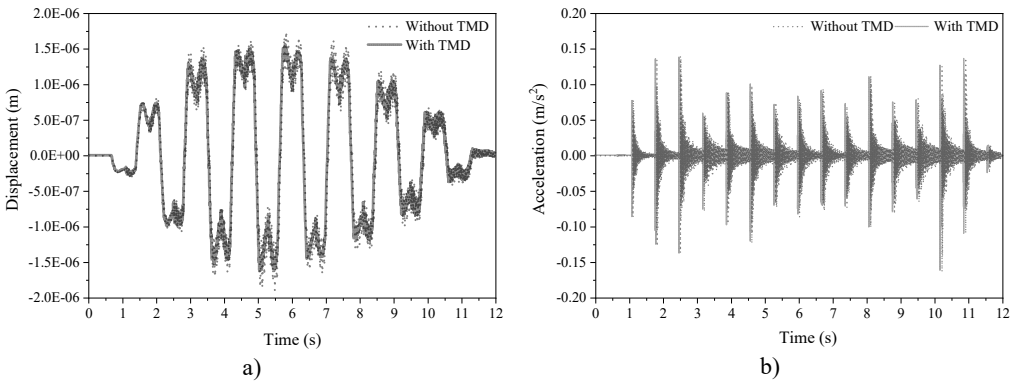 Without TMD
With TMD
2.0E-06
1.5E-06
1.0E-06
5.0E-07
0.0E+00
-5.0E-07
-1.0E-06
-1.5E-06
-2.0E-06
Displacement (m)
0 1 2 3 4 5 6 7 8 9 10 11 12
Time (s)
a)
Without TMD With TMD
0.20
0.15
0.10
0.05
0.00
-0.05
-0.10
-0.15
-0.20
Acceleration (m/s²)
0 1 2 3 4 5 6 7 8 9 10 11 12
Time (s)
b)